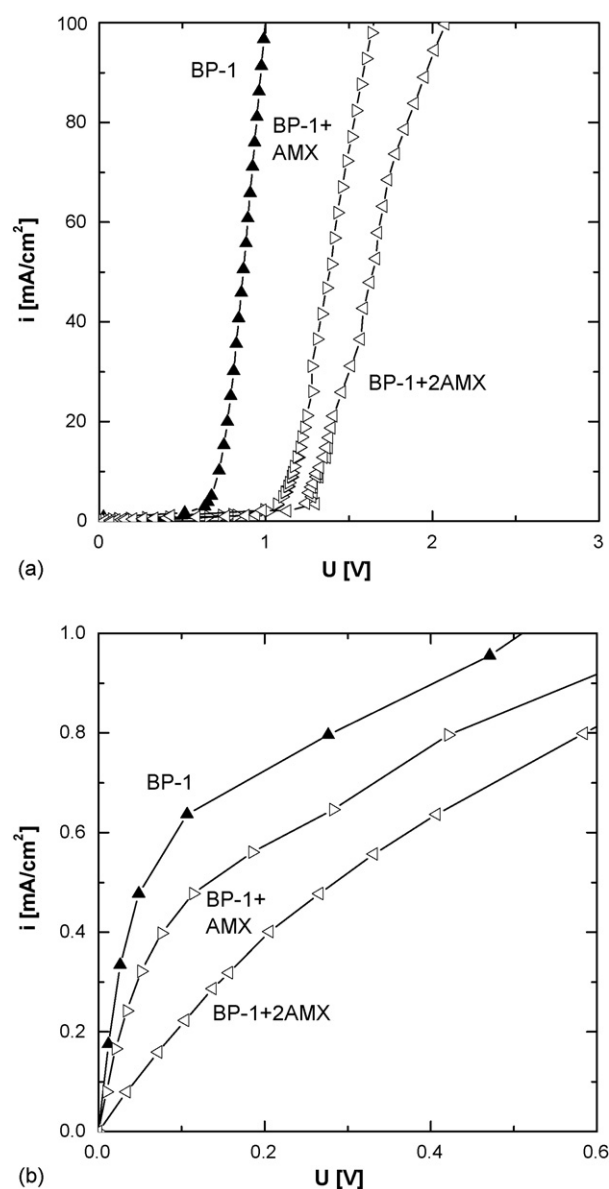 100
80
60
40
20
0
i [mA/cm²]
BP-1
BP-1+
AMX
BP-1+2AMX
0 1 2 3
U [V]
(a)
1.0
0.8
0.6
0.4
0.2
0.0
i [mA/cm²]
BP-1
BP-1+
AMX
BP-1+2AMX
0.0 0.2 0.4 0.6
U [V]
(b)